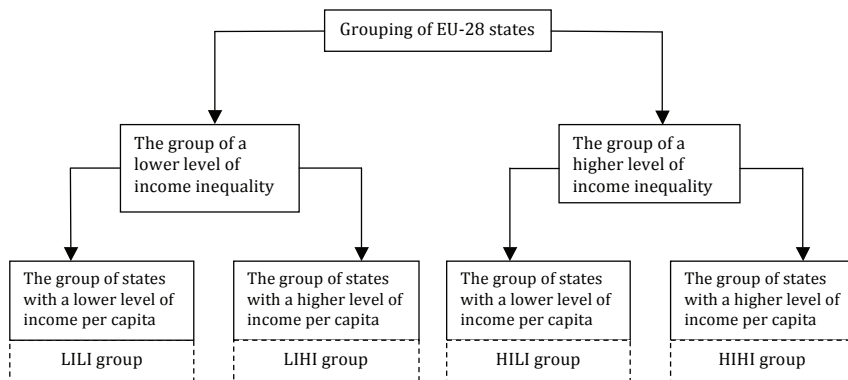 Grouping of EU-28 states
The group of a
lower level of
income inequality
The group of a
higher level of
income inequality
The group of states
with a lower level of
income per capita
The group of states
with a higher level of
income per capita
The group of states
with a lower level of
income per capita
The group of states
with a higher level of
income per capita
LILI group
LIHI group
HILI group
HIHI group